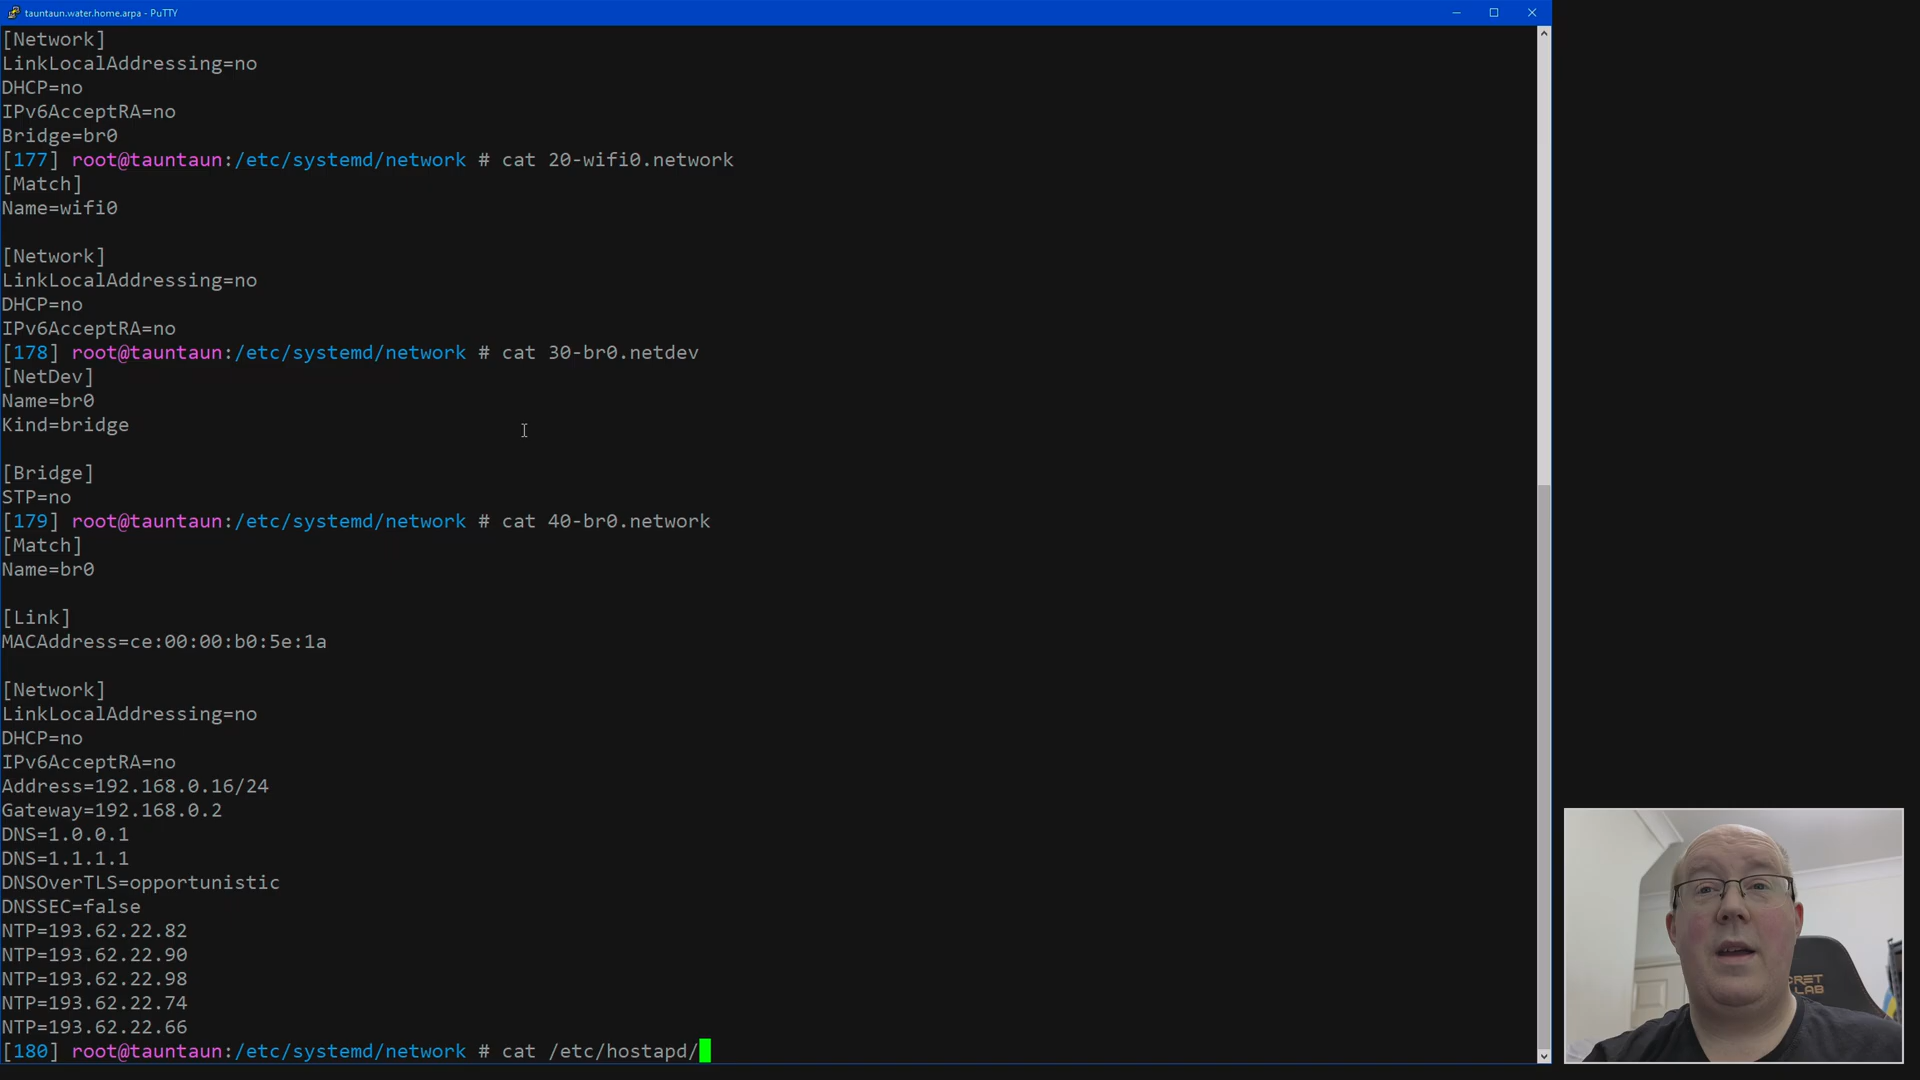 tauntaun.water.home.arpa - PuTTY
[Network]
LinkLocalAddressing=no
DHCP=no
IPv6AcceptRA=no
Bridge=br0
[177] root@tauntaun:/etc/systemd/network # cat 20-wifi0.network
[Match]
Name=wifi0
[Network]
LinkLocalAddressing=no
DHCP=no
IPv6AcceptRA=no
[178] root@tauntaun:/etc/systemd/network # cat 30-br0.netdev
[NetDev]
Name=br0
Kind=bridge
[Bridge]
STP=no
[179] root@tauntaun:/etc/systemd/network # cat 40-br0.network
[Match]
Name=br0
[Link]
MACAddress=ce:00:00:b0:5e:1a
[Network]
LinkLocalAddressing=no
DHCP=no
IPv6AcceptRA=no
Address=192.168.0.16/24
Gateway=192.168.0.2
DNS=1.0.0.1
DNS=1.1.1.1
DNSOverTLS=opportunistic
DNSSEC=false
NTP=193.62.22.82
NTP=193.62.22.90
NTP=193.62.22.98
NTP=193.62.22.74
NTP=193.62.22.66
[180] root@tauntaun:/etc/systemd/network # cat /etc/hostapd/